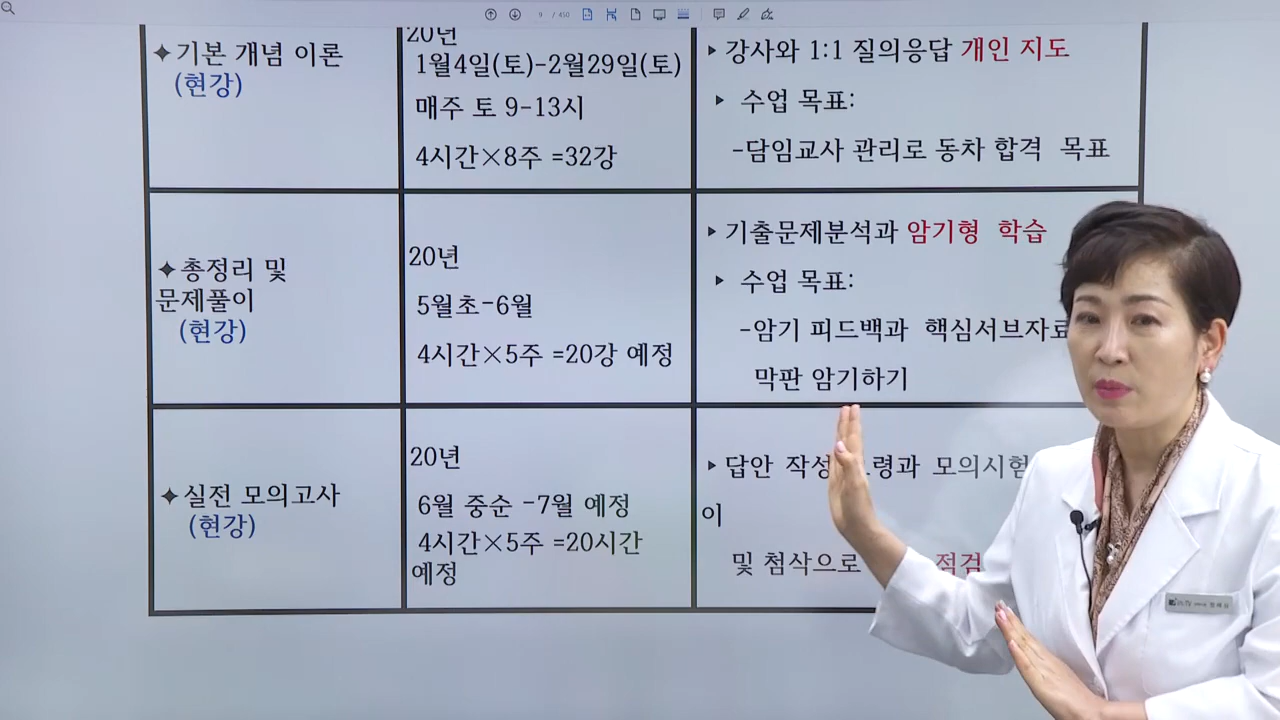 9 / 450
✦기본 개념 이론
(현강)
20년
1월4일(토)-2월29일(토)
매주 토 9-13시
4시간×8주 =32강
▸강사와 1:1 질의응답 개인 지도
▸ 수업 목표:
-담임교사 관리로 동차 합격 목표
✦총정리 및
문제풀이
(현강)
20년
5월초-6월
4시간×5주 =20강 예정
▸기출문제분석과 암기형 학습
▸ 수업 목표:
-암기 피드백과 핵심서브자료
막판 암기하기
✦실전 모의고사
(현강)
20년
6월 중순 -7월 예정
4시간×5주 =20시간
예정
▸답안 작성 령과 모의시험
이
및 첨삭으로 점검